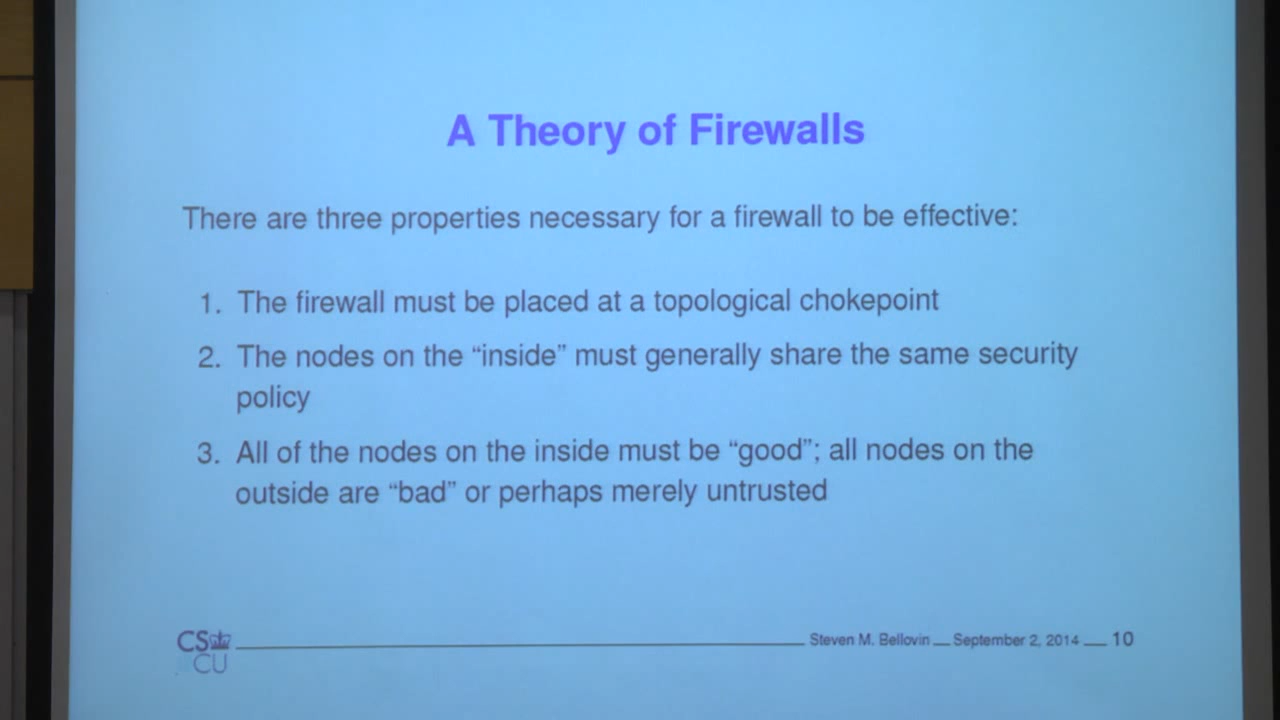 A Theory of Firewalls
There are three properties necessary for a firewall to be effective:
1. The firewall must be placed at a topological chokepoint
2. The nodes on the “inside” must generally share the same security
policy
3. All of the nodes on the inside must be “good”; all nodes on the
outside are “bad” or perhaps merely untrusted
CS
CU
Steven M. Bellovin — September 2, 2014 — 10